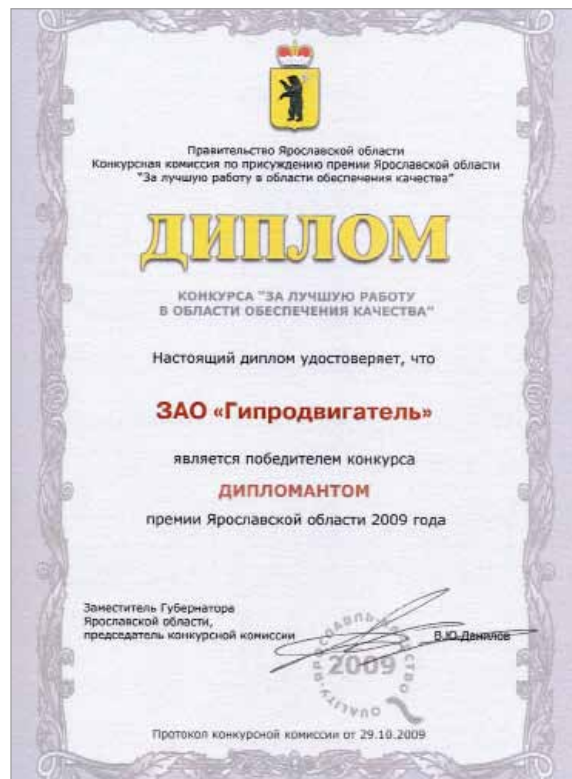 Правительство Ярославской области
Конкурсная комиссия по присуждению премии Ярославской области
"За лучшую работу в области обеспечения качества"
ДИПЛОМ
КОНКУРСА "ЗА ЛУЧШУЮ РАБОТУ
В ОБЛАСТИ ОБЕСПЕЧЕНИЯ КАЧЕСТВА"
Настоящий диплом удостоверяет, что
ЗАО «Гипродвигатель»
является победителем конкурса
ДИПЛОМАНТОМ
премии Ярославской области 2009 года
Заместитель Губернатора
Ярославской области,
председатель конкурсной комиссии
В.Ю.Данилов
2009
QUALITY
Протокол конкурсной комиссии от 29.10.2009